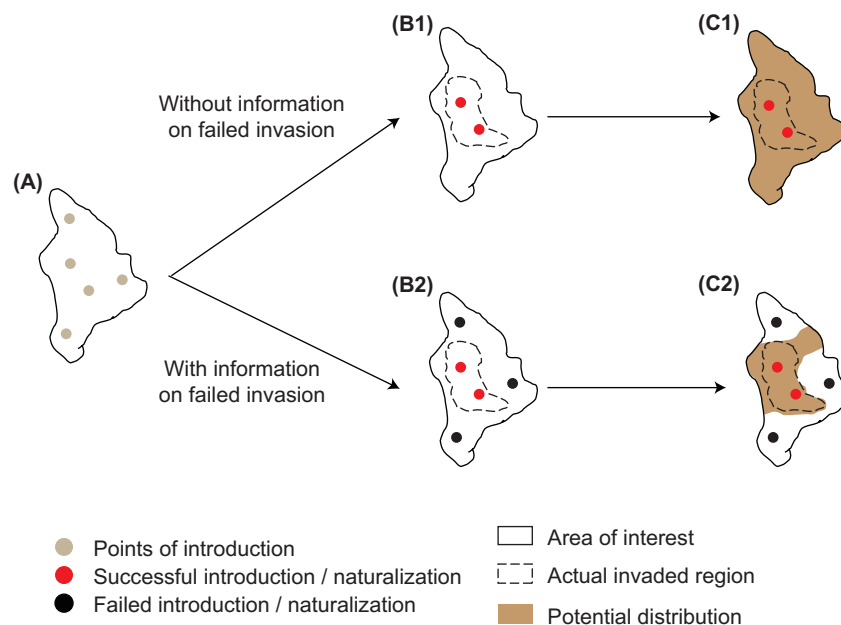 (B1)
(C1)
Without information
on failed invasion
(A)
(B2)
(C2)
With information
on failed invasion
Points of introduction
Successful introduction / naturalization
Failed introduction / naturalization
Area of interest
Actual invaded region
Potential distribution